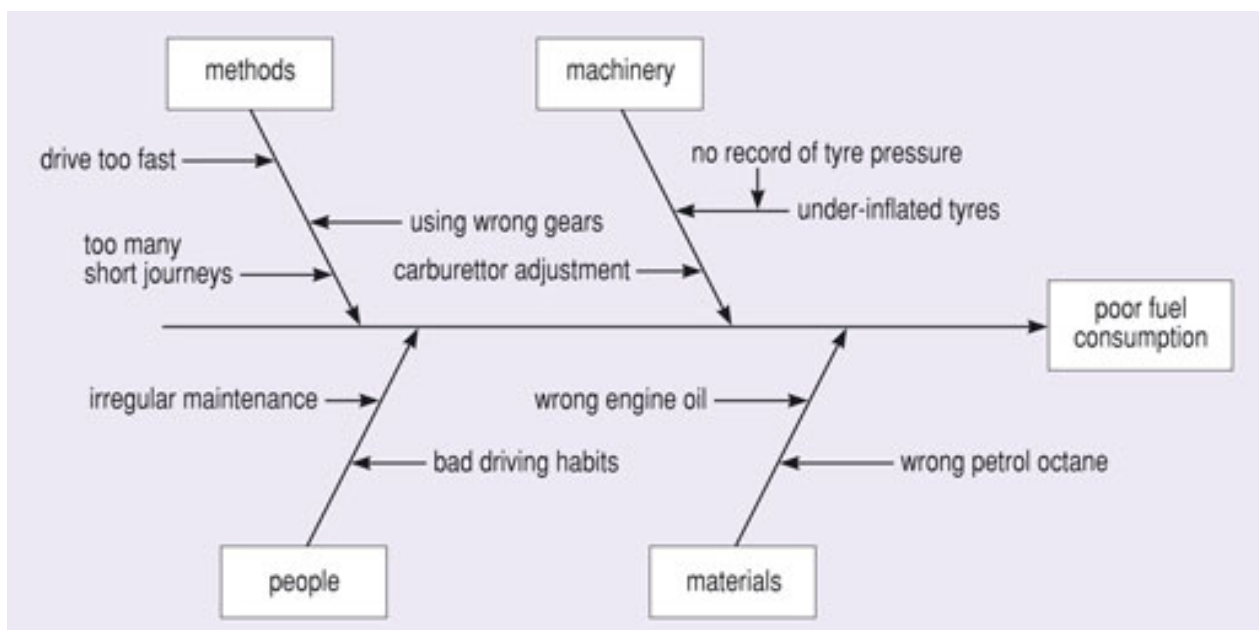 methods
machinery
drive too fast
no record of tyre pressure
using wrong gears
under-inflated tyres
too many
short journeys
carburettor adjustment
poor fuel
consumption
irregular maintenance
wrong engine oil
bad driving habits
wrong petrol octane
people
materials